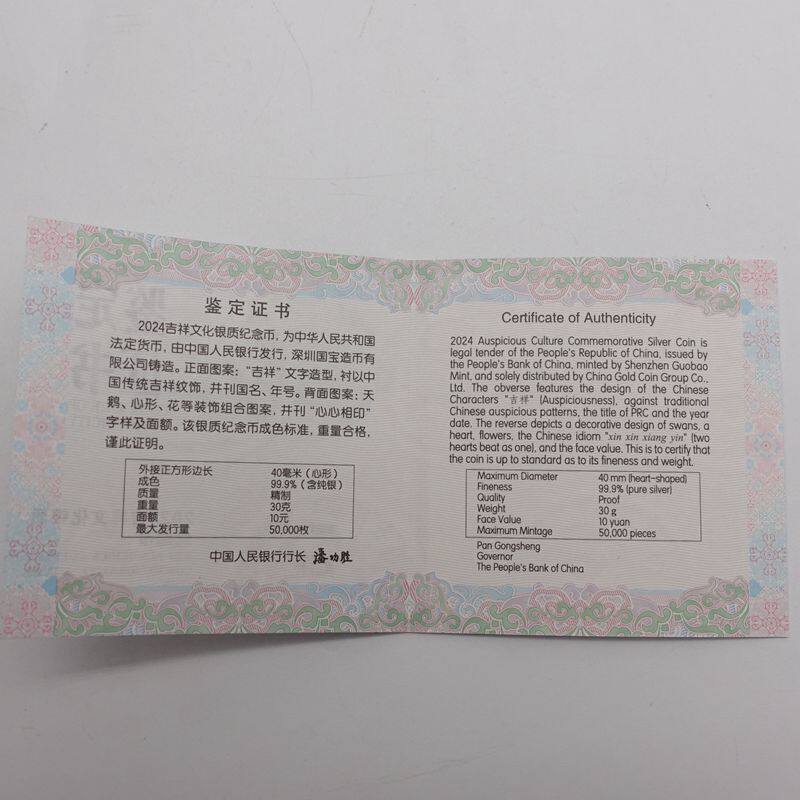 鉴定证书
2024吉祥文化银质纪念币，为中华人民共和国
法定货币，由中国人民银行发行，深圳国宝造币有
限公司铸造。正面图案：“吉祥”文字造型，衬以中
国传统吉祥纹饰，并刊国名、年号。背面图案：天
鹅、心形、花等装饰组合图案，并刊“心心相印”
字样及面额。该银质纪念币成色标准，重量合格，
谨此证明。
外接正方形边长 40毫米（心形）
成色 99.9%（含纯银）
质量 精制
重量 30克
面额 10元
最大发行量 50,000枚
中国人民银行行长 潘功胜
Certificate of Authenticity
2024 Auspicious Culture Commemorative Silver Coin is
legal tender of the People's Republic of China, issued by
the People's Bank of China, minted by Shenzhen Guobao
Mint, and solely distributed by China Gold Coin Group Co.,
Ltd. The obverse features the design of the Chinese
Characters "吉祥" (Auspiciousness), against traditional
Chinese auspicious patterns, the title of PRC and the year
date. The reverse depicts a decorative design of swans, a
heart, flowers, the Chinese idiom "xin xin xiang yin" (two
hearts beat as one), and the face value. This is to certify that
the coin is up to standard as to its fineness and weight.
Maximum Diameter 40 mm (heart-shaped)
Fineness 99.9% (pure silver)
Quality Proof
Weight 30 g
Face Value 10 yuan
Maximum Mintage 50,000 pieces
Pan Gongsheng
Governor
The People's Bank of China